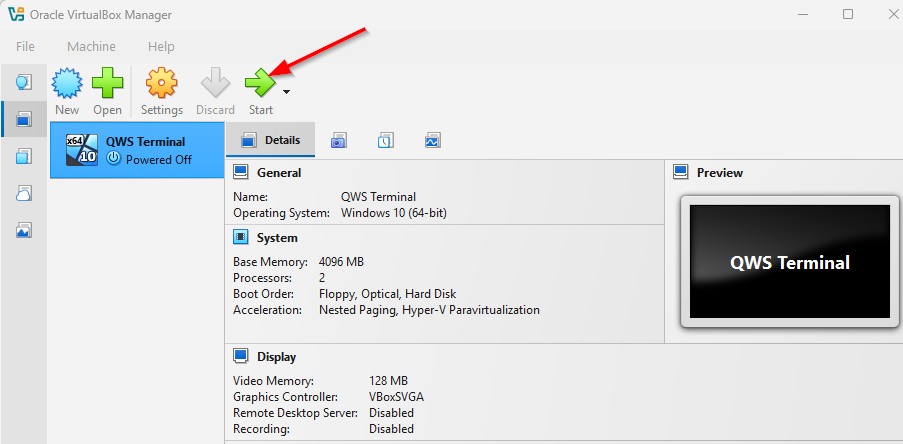 Oracle VirtualBox Manager
File Machine Help
New Open Settings Discard Start
x64
10
QWS Terminal
Powered Off
Details
General
Name: QWS Terminal
Operating System: Windows 10 (64-bit)
System
Base Memory: 4096 MB
Processors: 2
Boot Order: Floppy, Optical, Hard Disk
Acceleration: Nested Paging, Hyper-V Paravirtualization
Display
Video Memory: 128 MB
Graphics Controller: VBoxSVGA
Remote Desktop Server: Disabled
Recording: Disabled
Preview
QWS Terminal